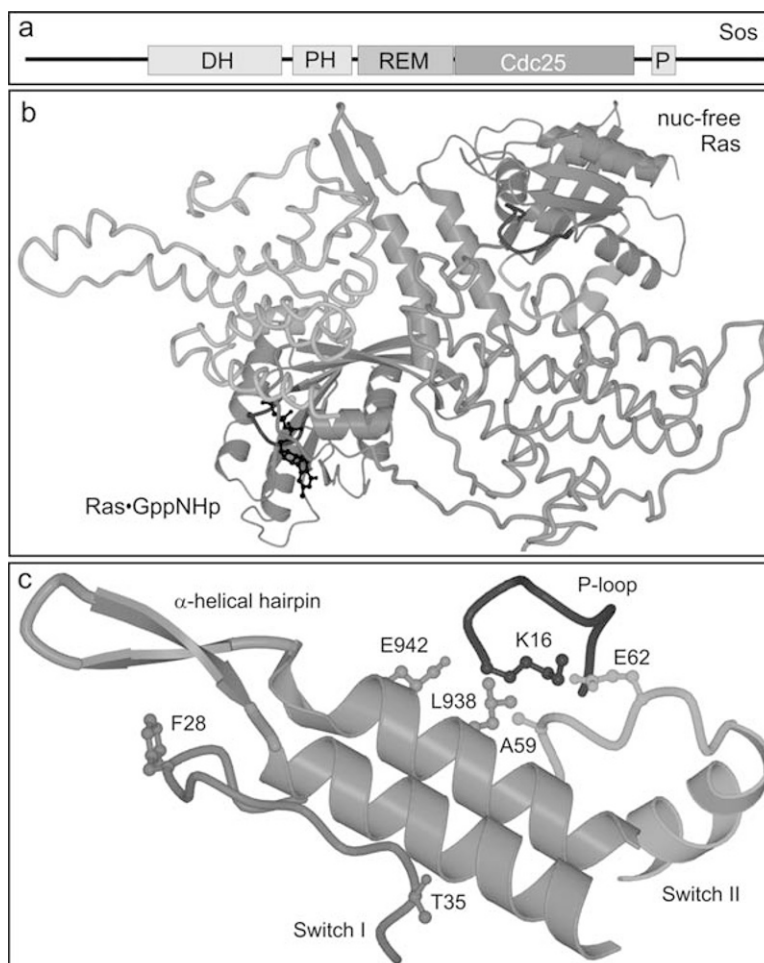 a
Sos
DH PH REM Cdc25 P
b
nuc-free
Ras
Ras•GppNHp
c
α-helical hairpin
P-loop
E942
K16
E62
L938
F28
A59
T35
Switch I
Switch II